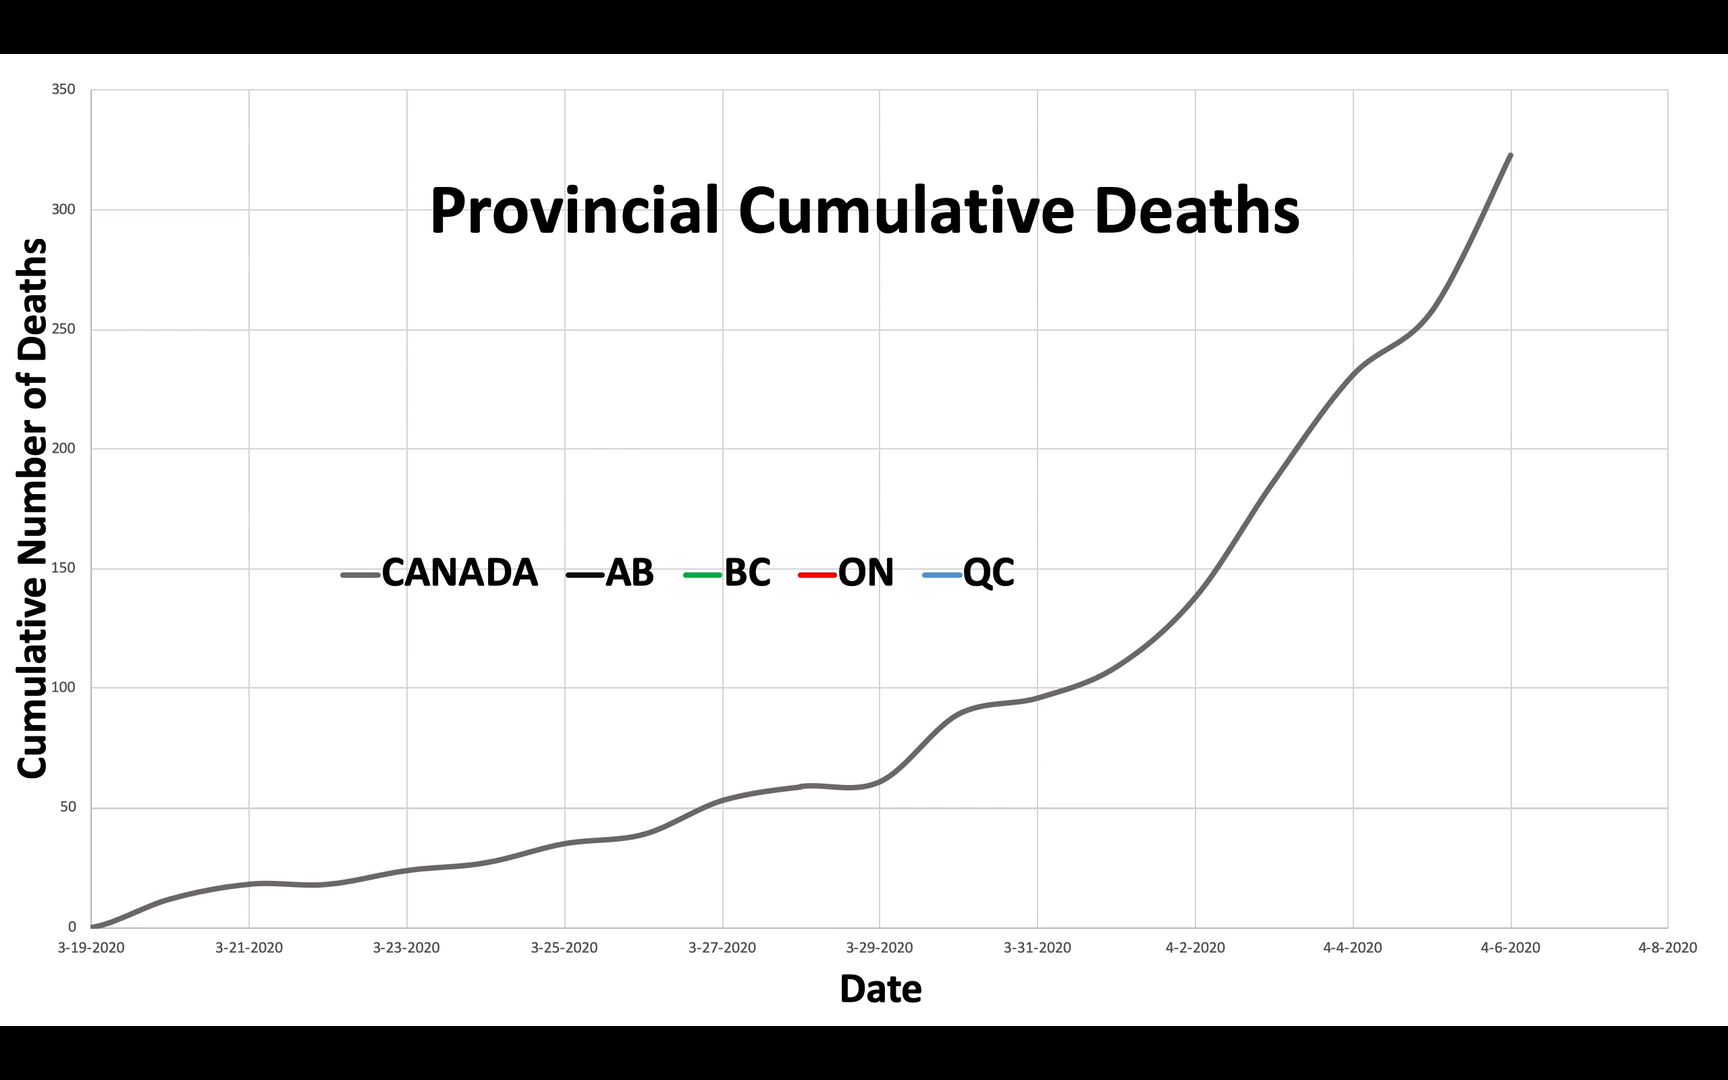 Provincial Cumulative Deaths
Cumulative Number of Deaths
350
300
250
200
150
100
50
0
CANADA AB BC ON QC
3-19-2020 3-21-2020 3-23-2020 3-25-2020 3-27-2020 3-29-2020 3-31-2020 4-2-2020 4-4-2020 4-6-2020 4-8-2020
Date